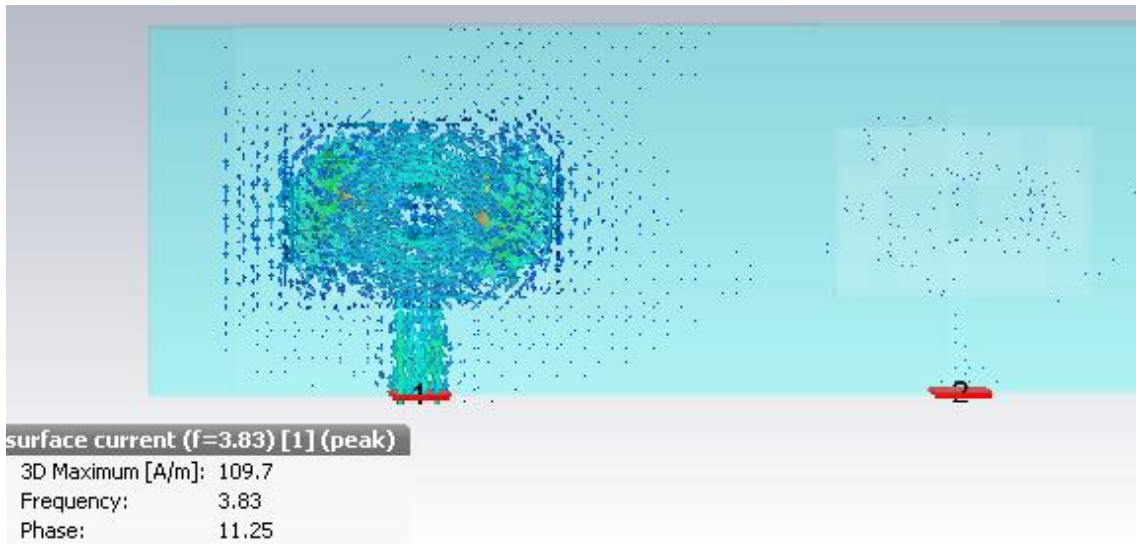 1
2
surface current (f=3.83) [1] (peak)
3D Maximum [A/m]: 109.7
Frequency: 3.83
Phase: 11.25